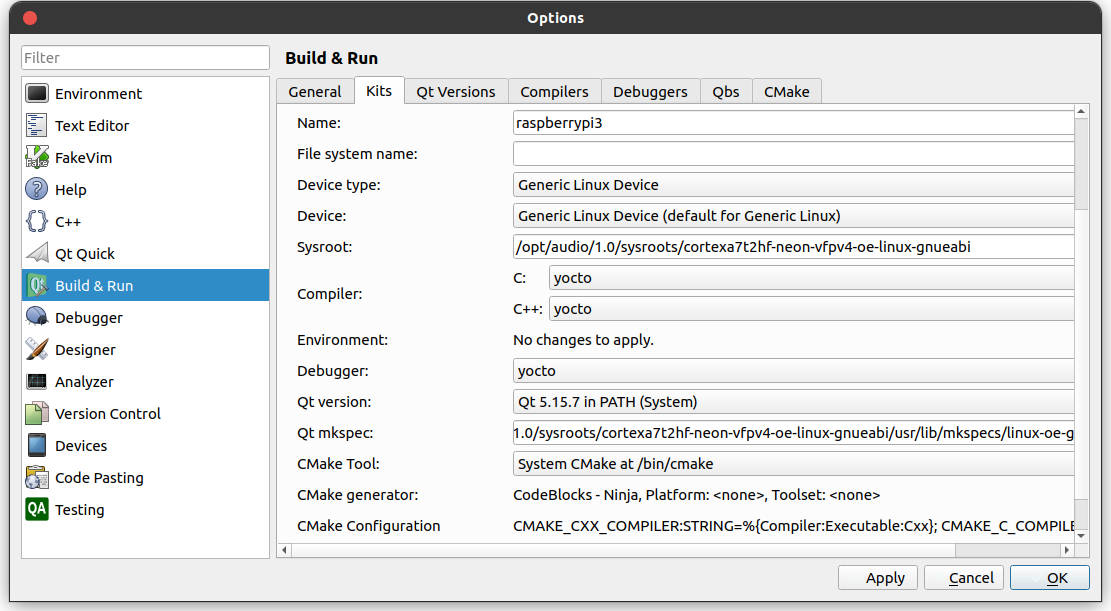 Options
Filter
Environment
Text Editor
FakeVim
Help
C++
Qt Quick
Build & Run
Debugger
Designer
Analyzer
Version Control
Devices
Code Pasting
QA Testing
Build & Run
General Kits Qt Versions Compilers Debuggers Qbs CMake
Name: raspberrypi3
File system name:
Device type: Generic Linux Device
Device: Generic Linux Device (default for Generic Linux)
Sysroot: /opt/audio/1.0/sysroots/cortexa7t2hf-neon-vfpv4-oe-linux-gnueabi
Compiler:
C: yocto
C++: yocto
Environment: No changes to apply.
Debugger: yocto
Qt version: Qt 5.15.7 in PATH (System)
Qt mkspec: 1.0/sysroots/cortexa7t2hf-neon-vfpv4-oe-linux-gnueabi/usr/lib/mkspecs/linux-oe-g
CMake Tool: System CMake at /bin/cmake
CMake generator: CodeBlocks - Ninja, Platform: <none>, Toolset: <none>
CMake Configuration CMAKE_CXX_COMPILER:STRING=%{Compiler:Executable:Cxx}; CMAKE_C_COMPILE
Apply Cancel OK